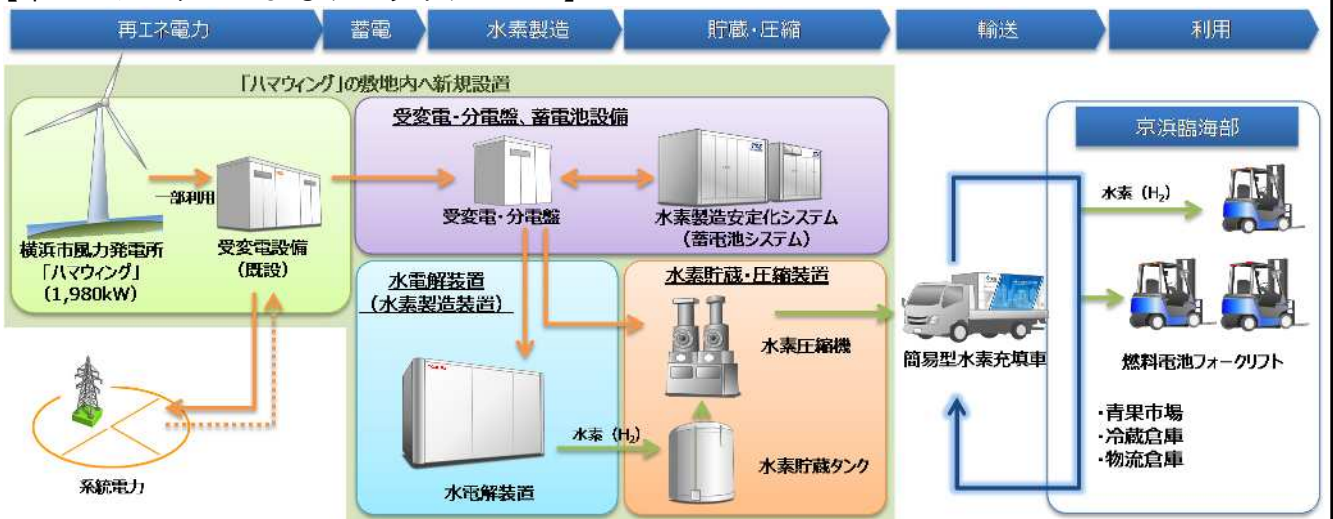 再エネ電力
蓄電
水素製造
貯蔵・圧縮
輸送
利用
「ハマウィング」の敷地内へ新規設置
一部利用
横浜市風力発電所
「ハマウィング」
(1,980kW)
受変電設備
(既設)
系統電力
受変電・分電盤、蓄電池設備
受変電・分電盤
水素製造安定化システム
(蓄電池システム)
水電解装置
(水素製造装置)
水電解装置
水素 (H₂)
水素貯蔵・圧縮装置
水素圧縮機
水素貯蔵タンク
簡易型水素充填車
京浜臨海部
水素 (H₂)
燃料電池フォークリフト
・青果市場
・冷蔵倉庫
・物流倉庫